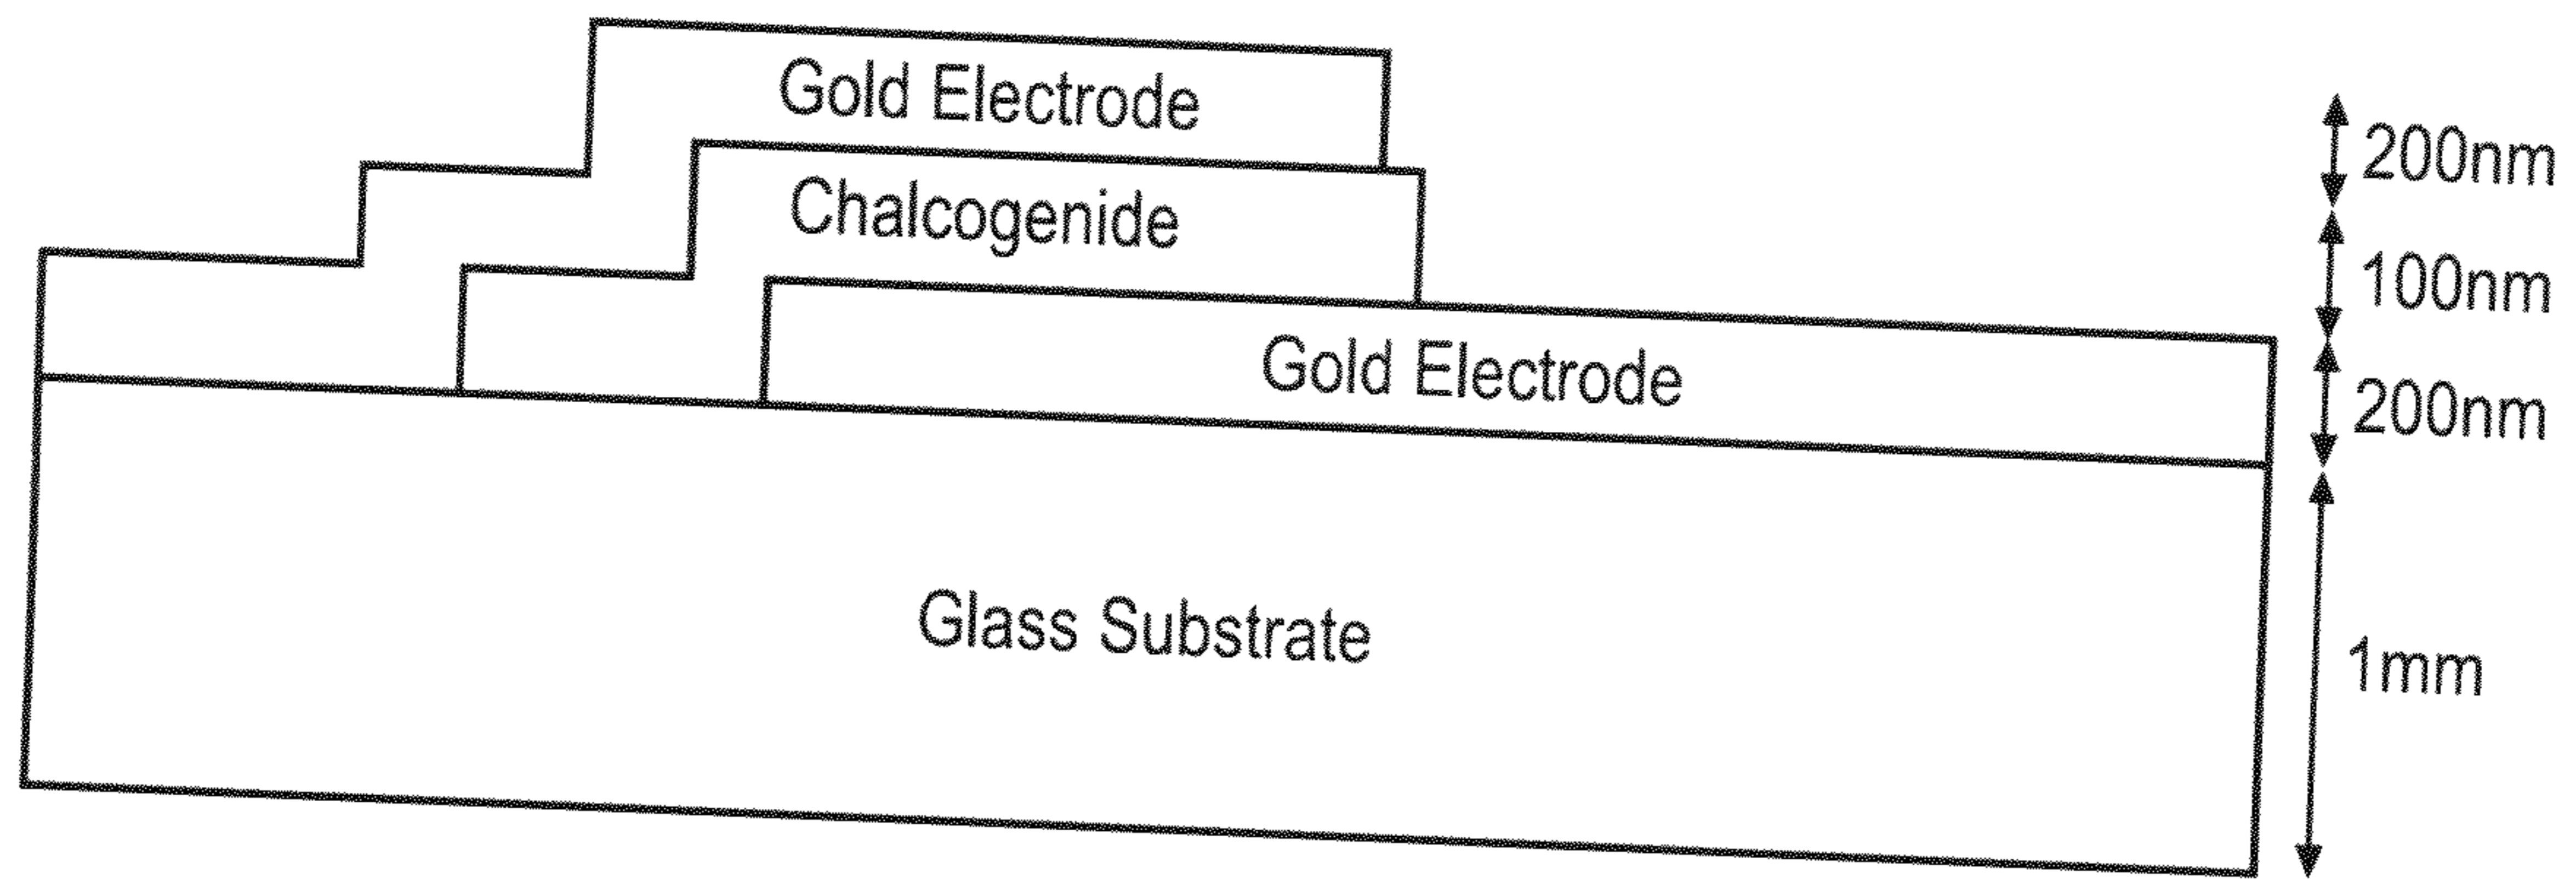 Gold Electrode
200nm
Chalcogenide
100nm
Gold Electrode
200nm
Glass Substrate
1mm